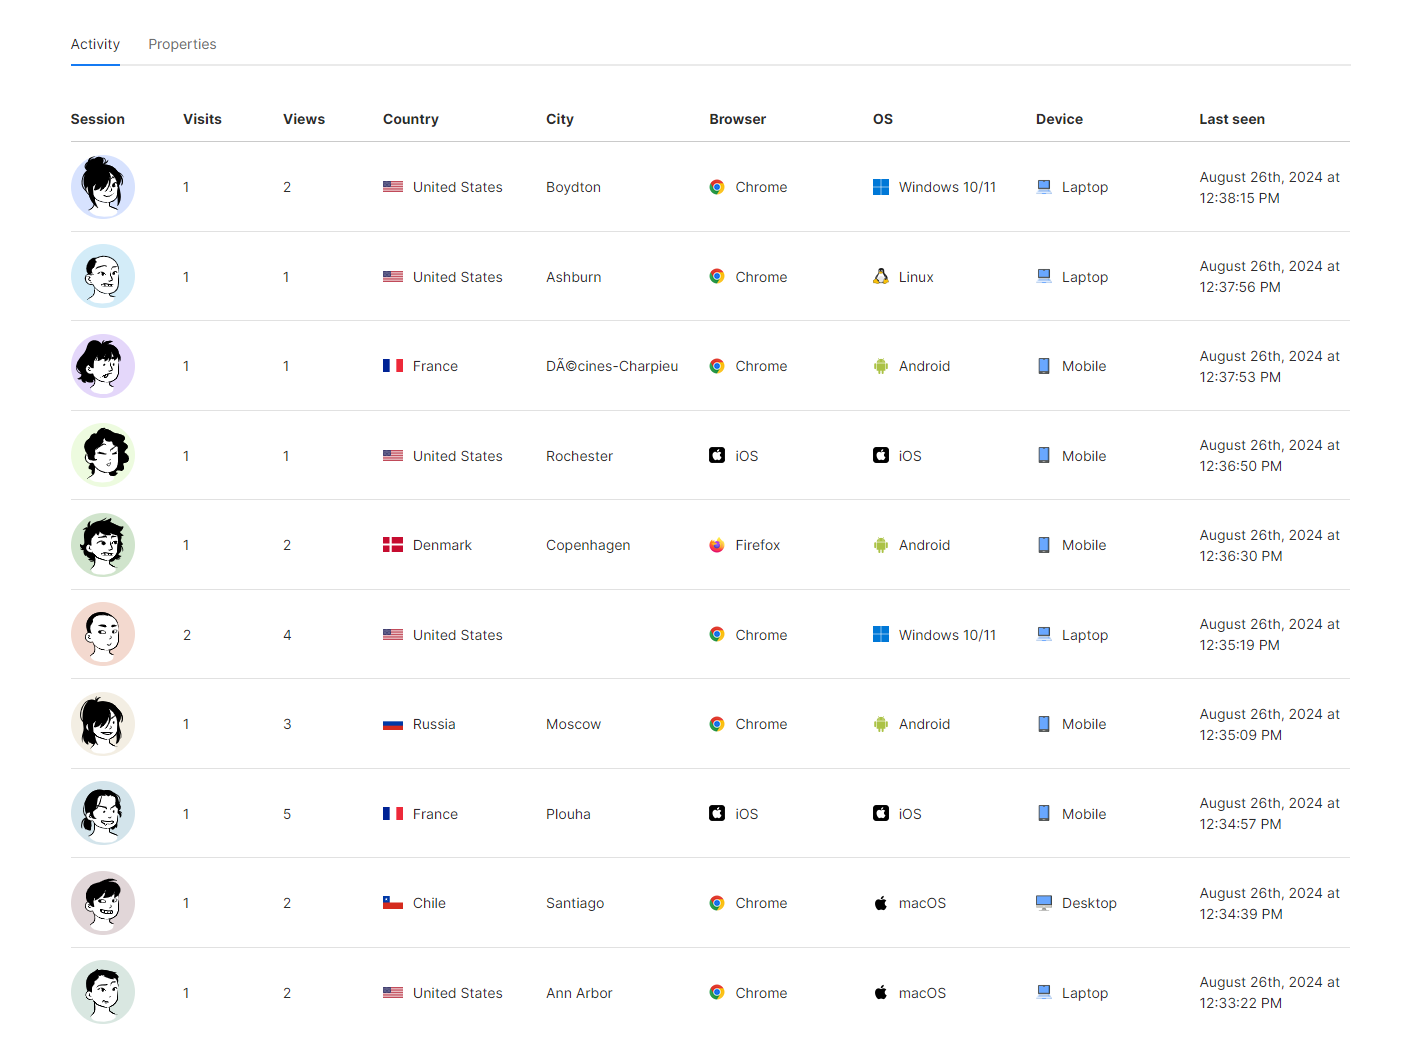 Activity Properties
Session Visits Views Country City Browser OS Device Last seen
1 2 United States Boydton Chrome Windows 10/11 Laptop August 26th, 2024 at
12:38:15 PM
1 1 United States Ashburn Chrome Linux Laptop August 26th, 2024 at
12:37:56 PM
1 1 France DÃ©cines-Charpieu Chrome Android Mobile August 26th, 2024 at
12:37:53 PM
1 1 United States Rochester iOS iOS Mobile August 26th, 2024 at
12:36:50 PM
1 2 Denmark Copenhagen Firefox Android Mobile August 26th, 2024 at
12:36:30 PM
2 4 United States Chrome Windows 10/11 Laptop August 26th, 2024 at
12:35:19 PM
1 3 Russia Moscow Chrome Android Mobile August 26th, 2024 at
12:35:09 PM
1 5 France Plouha iOS iOS Mobile August 26th, 2024 at
12:34:57 PM
1 2 Chile Santiago Chrome macOS Desktop August 26th, 2024 at
12:34:39 PM
1 2 United States Ann Arbor Chrome macOS Laptop August 26th, 2024 at
12:33:22 PM